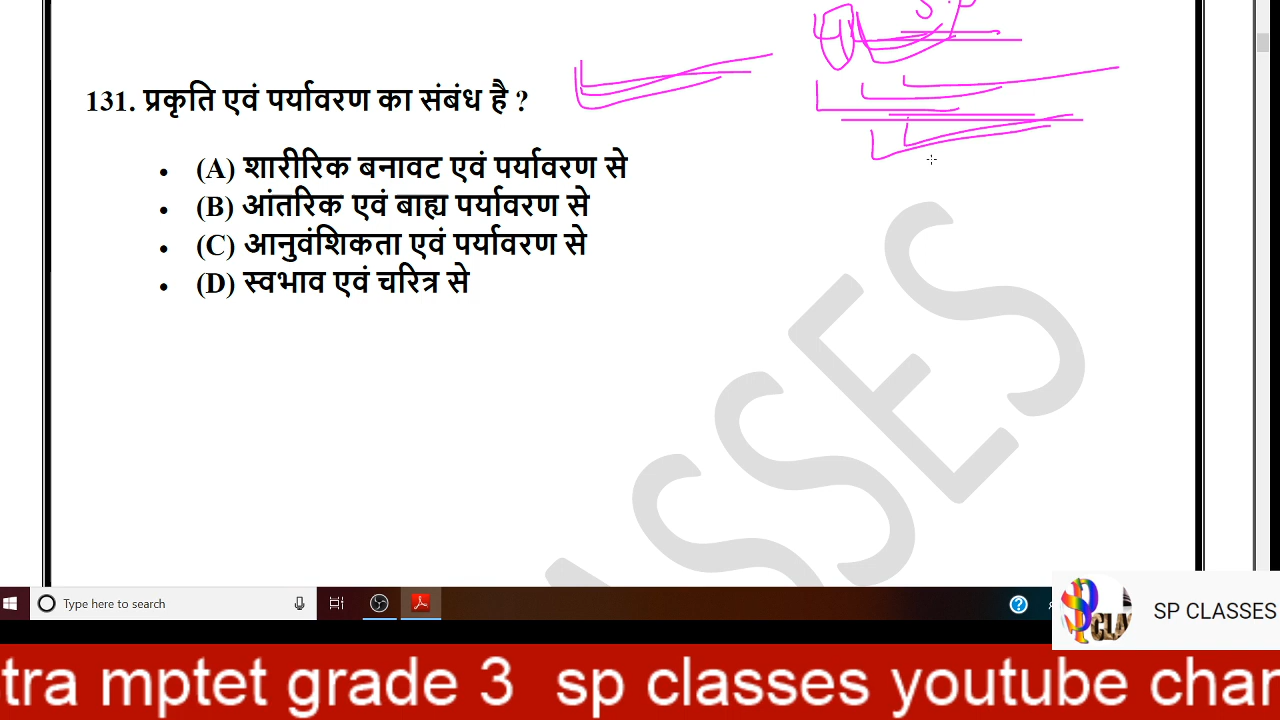 131. प्रकृति एवं पर्यावरण का संबंध है ?
• (A) शारीरिक बनावट एवं पर्यावरण से
• (B) आंतरिक एवं बाह्य पर्यावरण से
• (C) आनुवंशिकता एवं पर्यावरण से
• (D) स्वभाव एवं चरित्र से
ASSES
Type here to search
SP CLASSES
tra mptet grade 3 sp classes youtube char